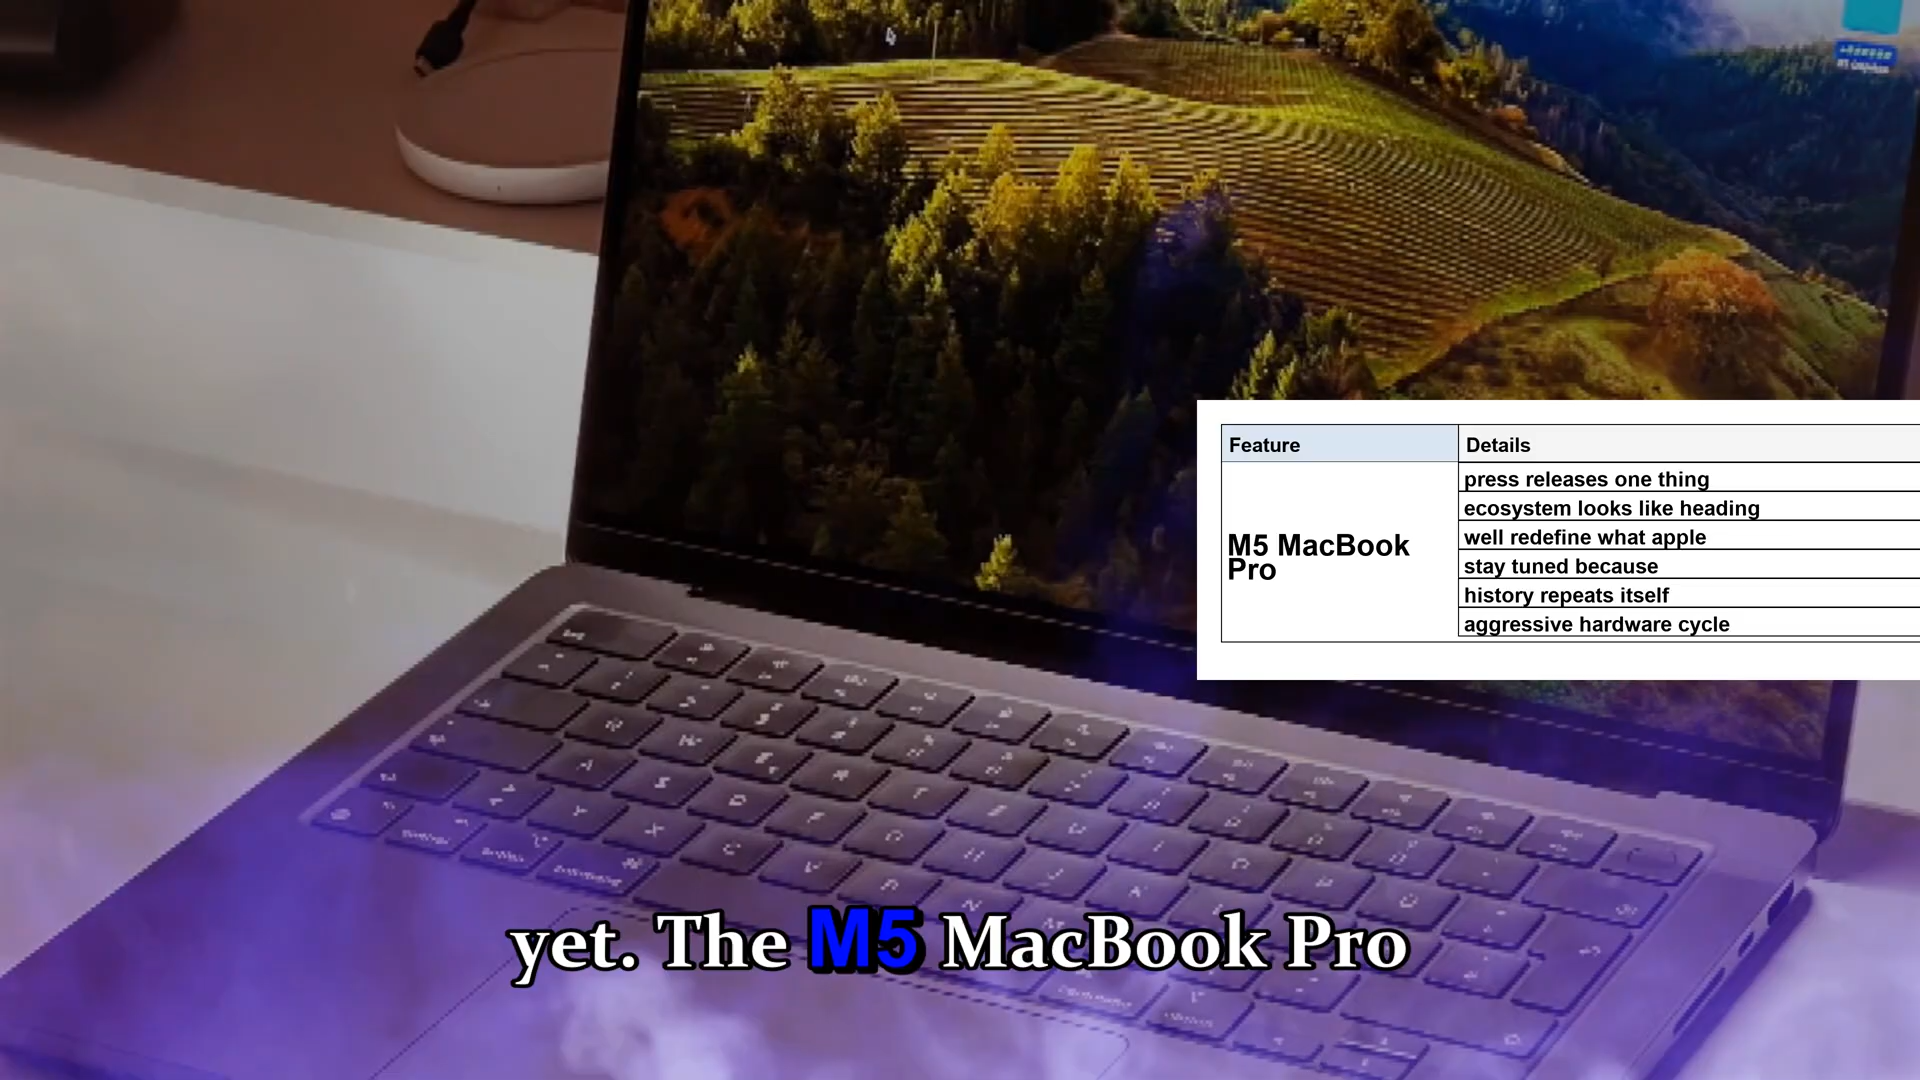 Feature
Details
M5 MacBook
Pro
press releases one thing
ecosystem looks like heading
well redefine what apple
stay tuned because
history repeats itself
aggressive hardware cycle
yet. The M5 MacBook Pro